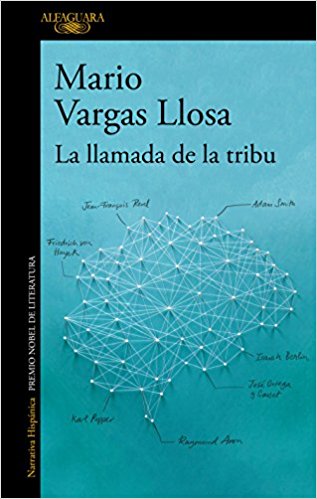 ALFAGUARA
Mario
Vargas Llosa
La llamada de la tribu
Jean-François Revel
Adam Smith
Friedrich von
Hayek
Isaiah Berlin
José Ortega
y Gasset
Karl Popper
Raymond Aron
Narrativa Hispánica
PREMIO NOBEL DE LITERATURA